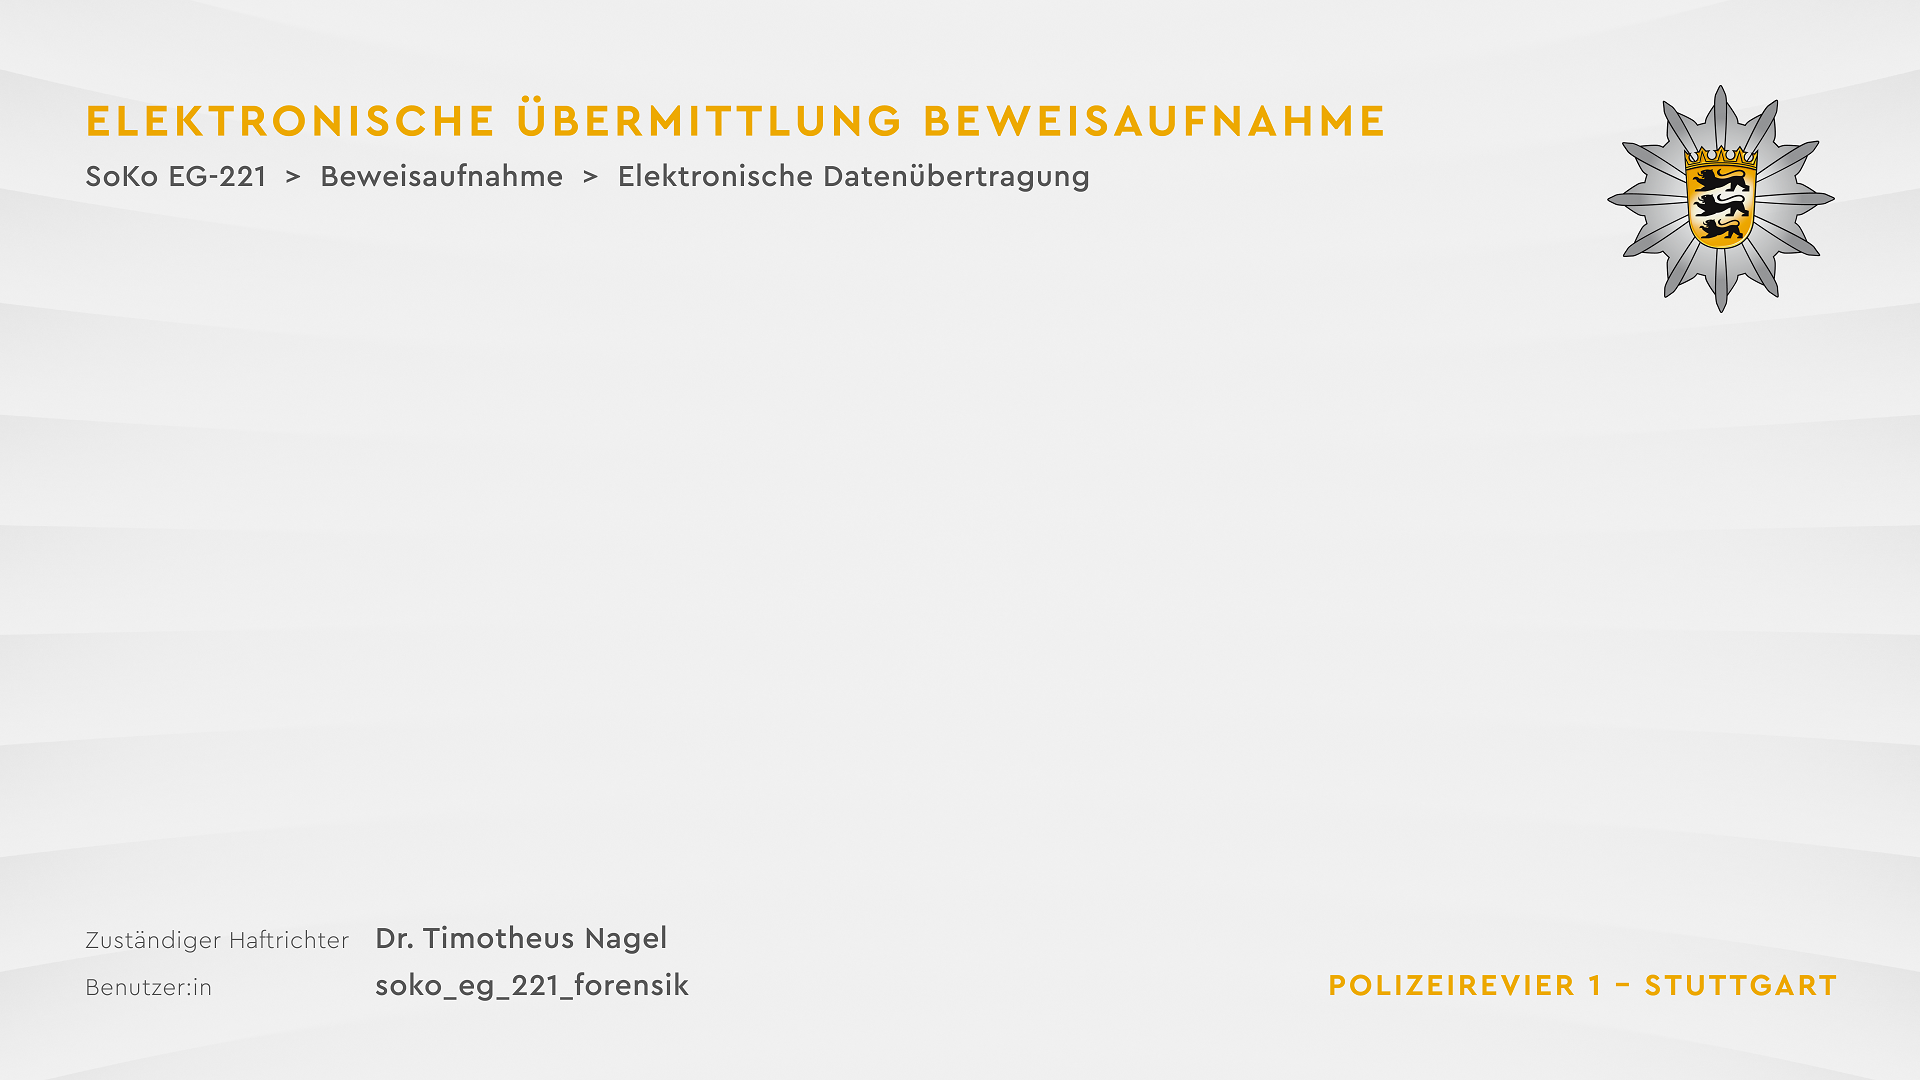 ELEKTRONISCHE ÜBERMITTLUNG BEWEISAUFNAHME
SoKo EG-221 > Beweisaufnahme > Elektronische Datenübertragung
Zuständiger Haftrichter Dr. Timotheus Nagel
Benutzer:in soko_eg_221_forensik
POLIZEIREVIER 1 – STUTTGART